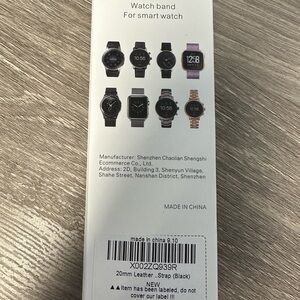 Watch band
For smart watch
Manufacturer: Shenzhen Chaolian Shengshi
Ecommerce Co., Ltd.
Address: 2D, Building 3, Shenyun Village,
Shahe Street, Nanshan District, Shenzhen
MADE IN CHINA
made in china 9.10
X002ZQ939R
20mm Leather ..Strap (Black)
NEW
▲▲Item has been labeled, do not
cover our label !!!